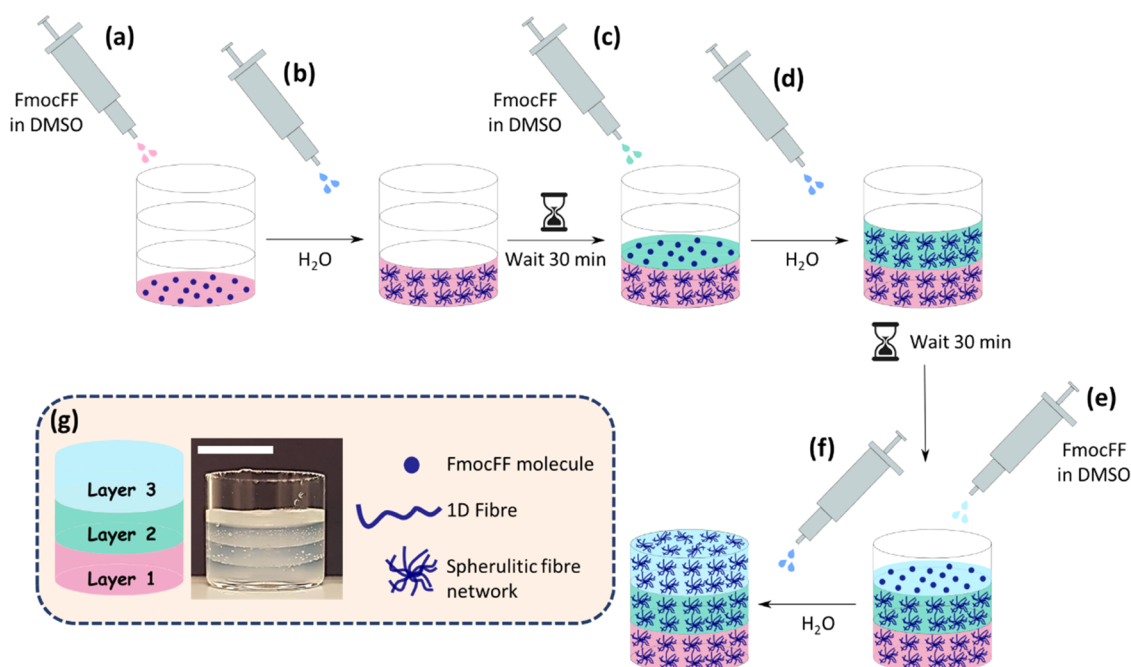 (a)
FmocFF
in DMSO
(b)
H₂O
Wait 30 min
(c)
FmocFF
in DMSO
(d)
H₂O
Wait 30 min
(e)
FmocFF
in DMSO
(f)
H₂O
(g)
Layer 3
Layer 2
Layer 1
FmocFF molecule
1D Fibre
Spherulitic fibre
network